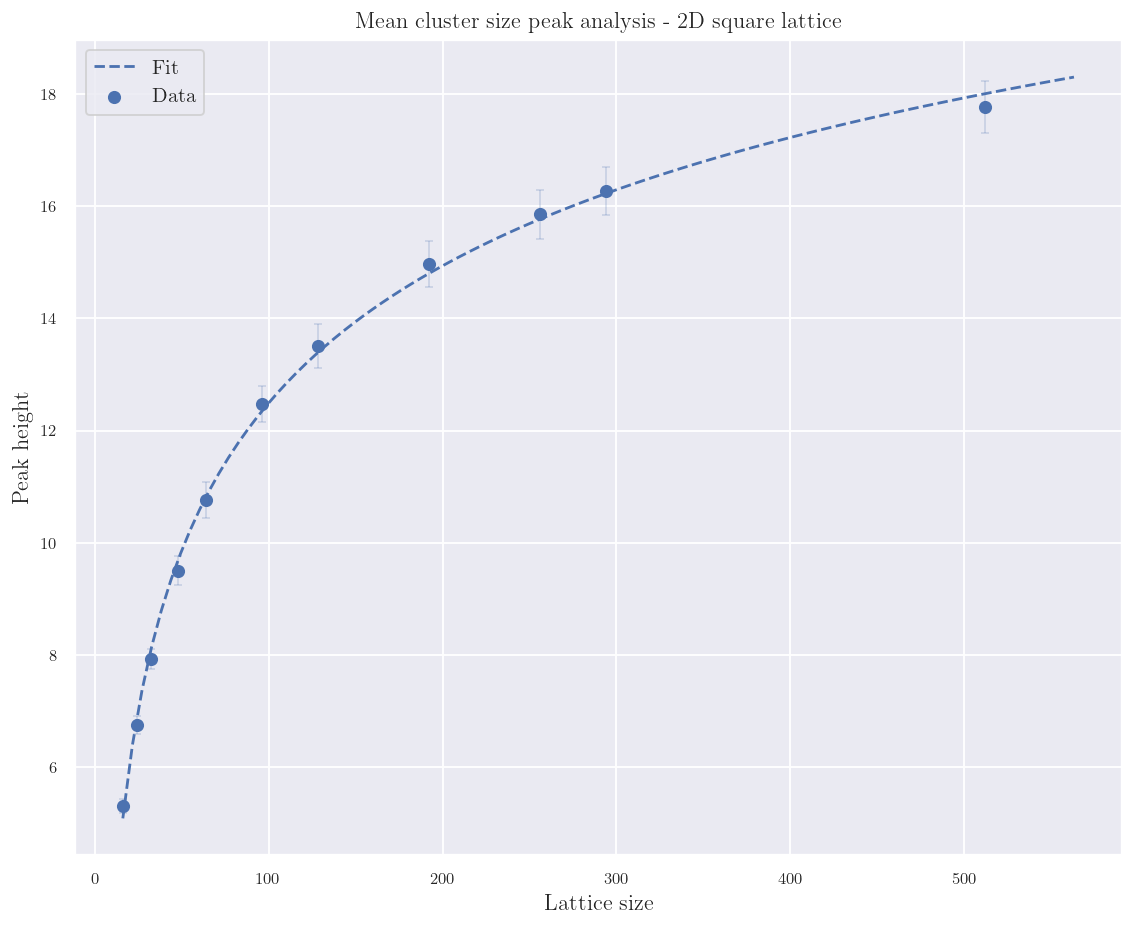 Mean cluster size peak analysis - 2D square lattice
Fit
Data
18
16
14
12
10
8
6
Peak height
0 100 200 300 400 500
Lattice size